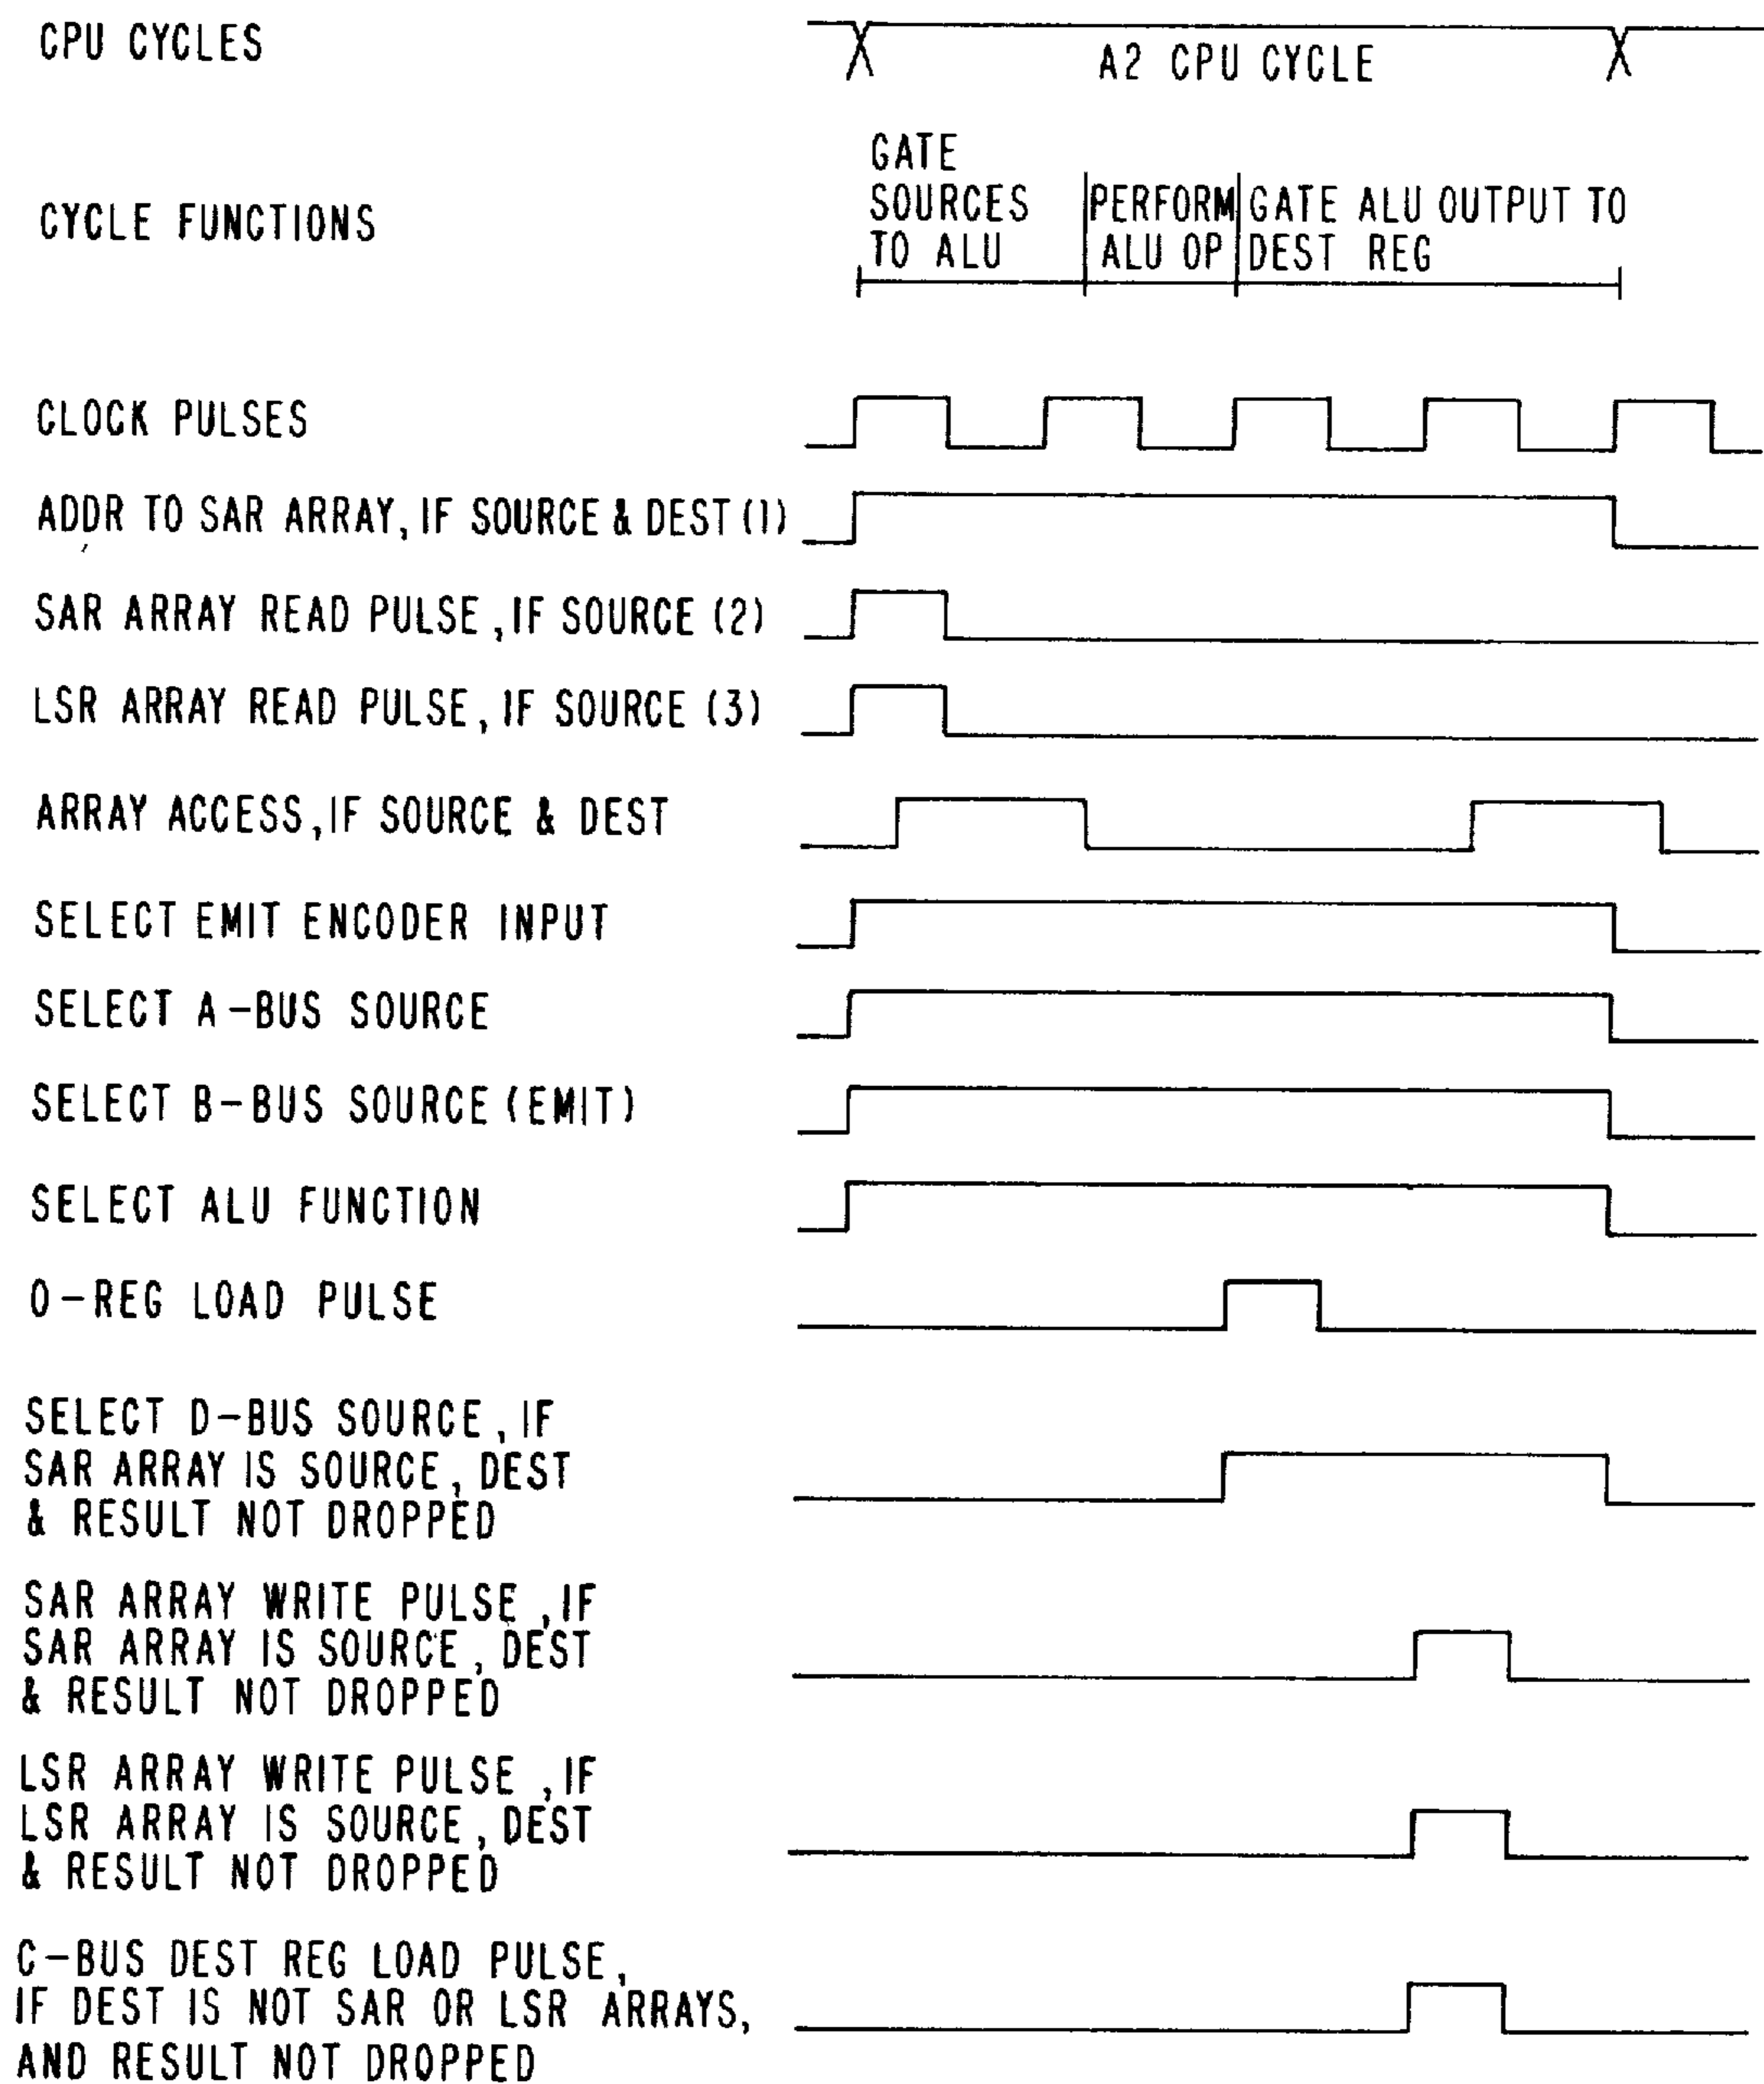 CPU CYCLES
A2 CPU CYCLE
CYCLE FUNCTIONS
GATE
SOURCES
TO ALU
PERFORM
ALU OP
GATE ALU OUTPUT TO
DEST REG
CLOCK PULSES
ADDR TO SAR ARRAY, IF SOURCE & DEST (1)
SAR ARRAY READ PULSE, IF SOURCE (2)
LSR ARRAY READ PULSE, IF SOURCE (3)
ARRAY ACCESS, IF SOURCE & DEST
SELECT EMIT ENCODER INPUT
SELECT A-BUS SOURCE
SELECT B-BUS SOURCE (EMIT)
SELECT ALU FUNCTION
O-REG LOAD PULSE
SELECT D-BUS SOURCE, IF
SAR ARRAY IS SOURCE, DEST
& RESULT NOT DROPPED
SAR ARRAY WRITE PULSE, IF
SAR ARRAY IS SOURCE, DEST
& RESULT NOT DROPPED
LSR ARRAY WRITE PULSE, IF
LSR ARRAY IS SOURCE, DEST
& RESULT NOT DROPPED
C-BUS DEST REG LOAD PULSE,
IF DEST IS NOT SAR OR LSR ARRAYS,
AND RESULT NOT DROPPED